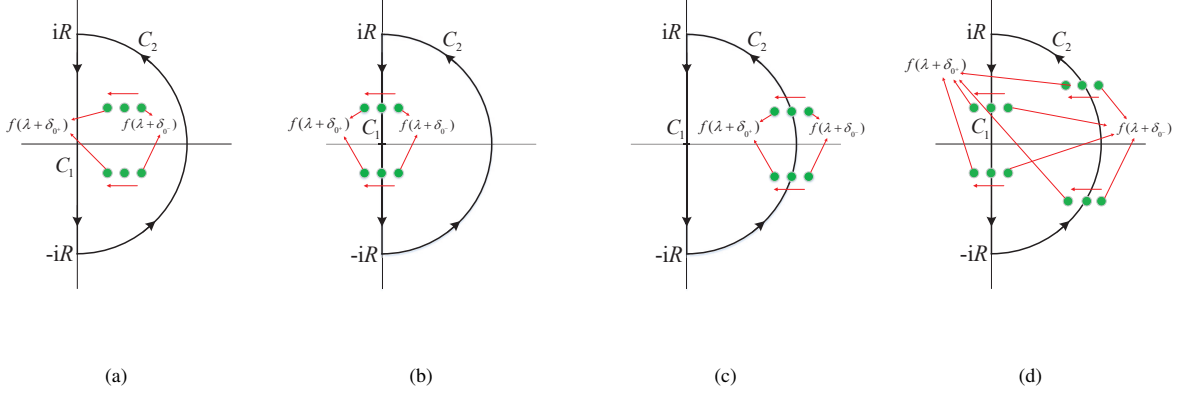 iR
C₂
f(λ+δ₀⁺)
f(λ+δ₀⁻)
C₁
-iR
(a)
iR
C₂
f(λ+δ₀⁺)
C₁
f(λ+δ₀⁻)
-iR
(b)
iR
C₂
C₁
f(λ+δ₀⁺)
f(λ+δ₀⁻)
-iR
(c)
iR
C₂
f(λ+δ₀⁺)
C₁
f(λ+δ₀⁻)
-iR
(d)